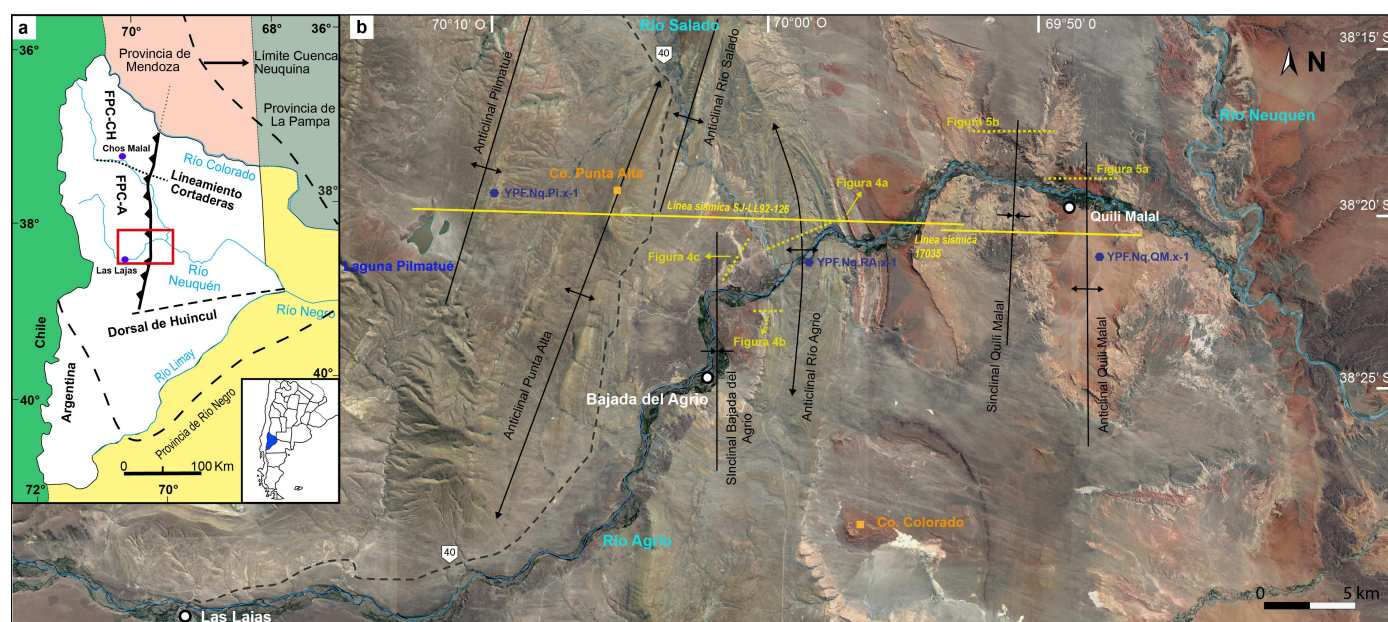 a
70°
68°
36°
36°
Provincia de
Mendoza
Límite Cuenca
Neuquina
Provincia de
La Pampa
FPC-CH
Chos Malal
Río Colorado
Lineamiento
Cortaderas
FPC-A
38°
38°
Las Lajas
Río
Neuquén
Dorsal de Huincul
Río Negro
Chile
Argentina
Río Limay
40°
40°
Provincia de Río Negro
0 100 Km
72°
70°
b
70°10' O
70°00' O
69°50' O
38°15' S
38°20' S
38°25' S
N
Río Salado
40
Anticlinal Pilmatué
Anticlinal Río Salado
Río Neuquén
Figura 5b
Figura 5a
Co. Punta Alta
YPF.Nq.Pi.x-1
Figura 4a
Línea sísmica SJ-LL92-126
Quili Malal
Línea sísmica
17035
Figura 4c
YPF.Nq.RA.x-1
YPF.Nq.QM.x-1
Laguna Pilmatué
Figura 4b
Anticlinal Punta Alta
Anticlinal Río Agrio
Sinclinal Quili Malal
Anticlinal Quili Malal
Bajada del Agrio
SInclinal Bajada del
Agrio
Co. Colorado
Río Agrio
40
Las Lajas
0 5 km